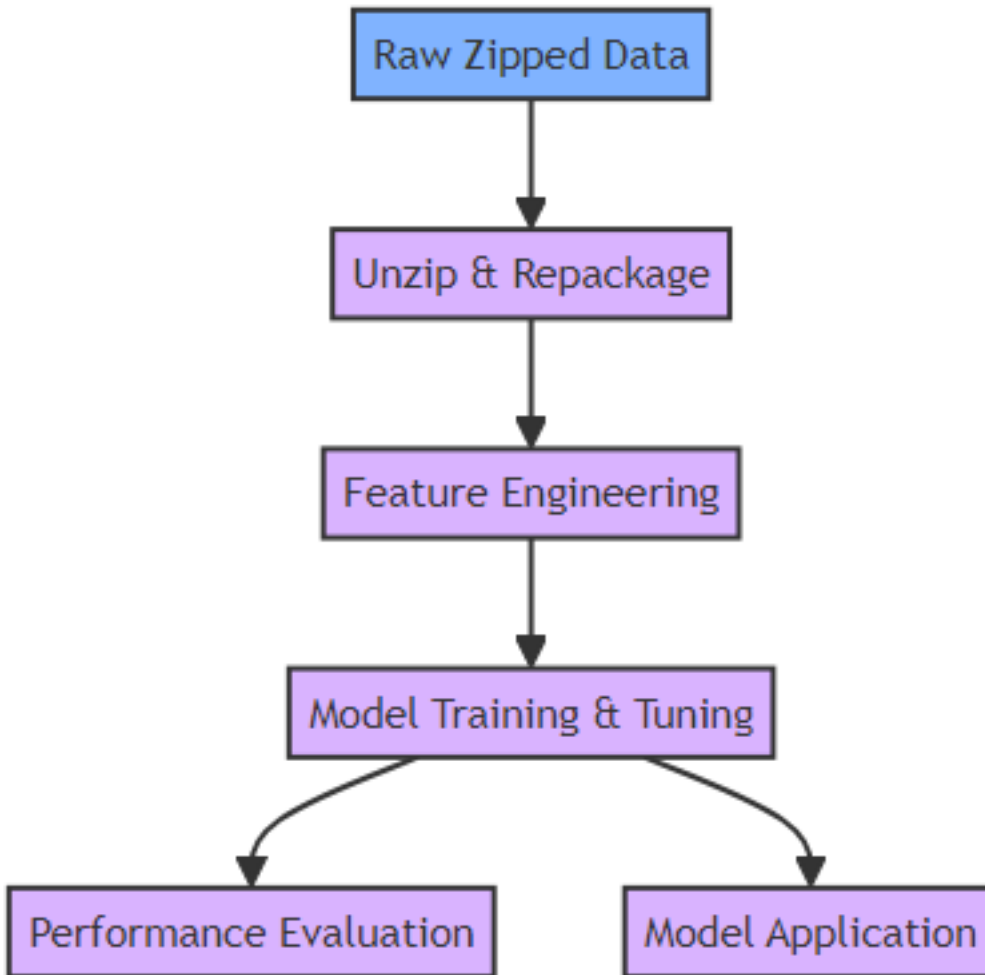 Raw Zipped Data
Unzip & Repackage
Feature Engineering
Model Training & Tuning
Performance Evaluation
Model Application